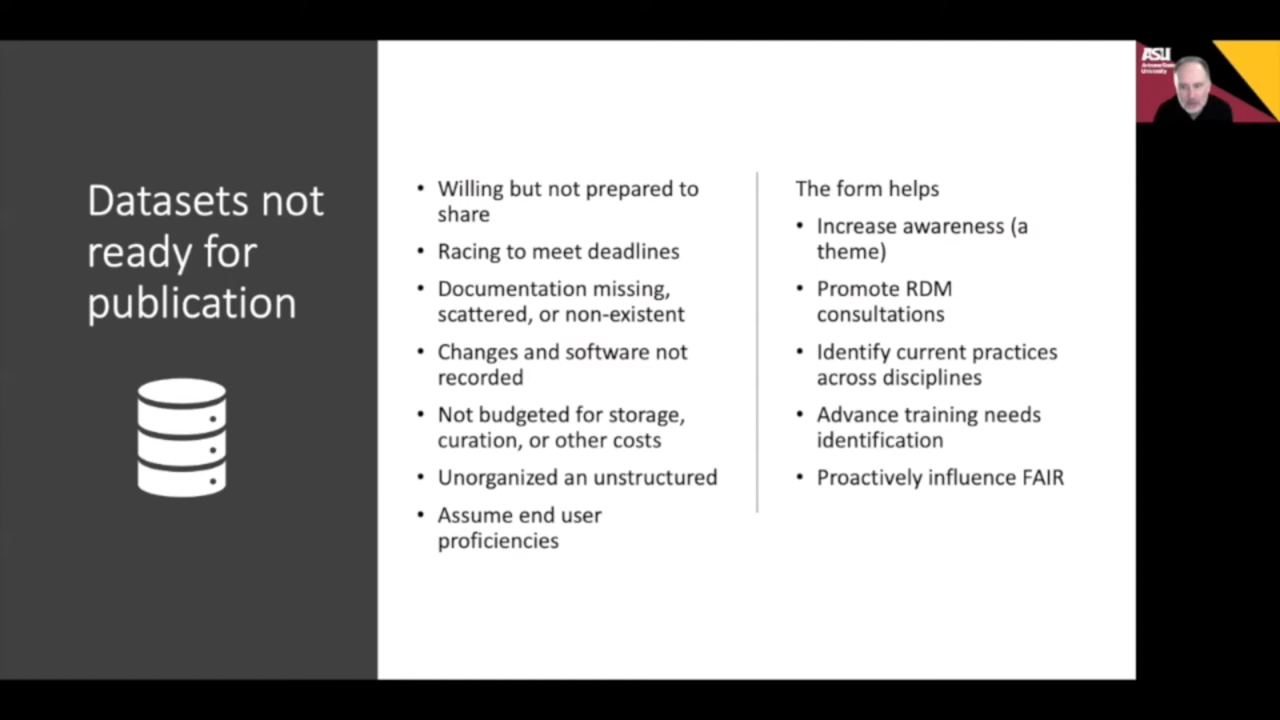 Datasets not
ready for
publication
• Willing but not prepared to
share
• Racing to meet deadlines
• Documentation missing,
scattered, or non-existent
• Changes and software not
recorded
• Not budgeted for storage,
curation, or other costs
• Unorganized an unstructured
• Assume end user
proficiencies
The form helps
• Increase awareness (a
theme)
• Promote RDM
consultations
• Identify current practices
across disciplines
• Advance training needs
identification
• Proactively influence FAIR
ASU
Arizona State
University